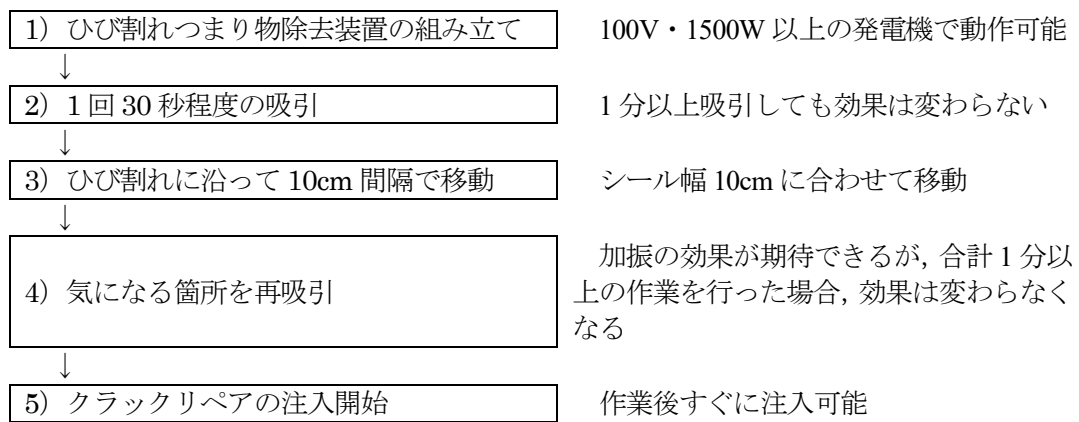 1）ひび割れつまり物除去装置の組み立て　100V・1500W 以上の発電機で動作可能
↓
2）1 回 30 秒程度の吸引　1 分以上吸引しても効果は変わらない
↓
3）ひび割れに沿って 10cm 間隔で移動　シール幅 10cm に合わせて移動
↓
4）気になる箇所を再吸引
加振の効果が期待できるが, 合計 1 分以
上の作業を行った場合, 効果は変わらなく
なる
↓
5）クラックリペアの注入開始　作業後すぐに注入可能